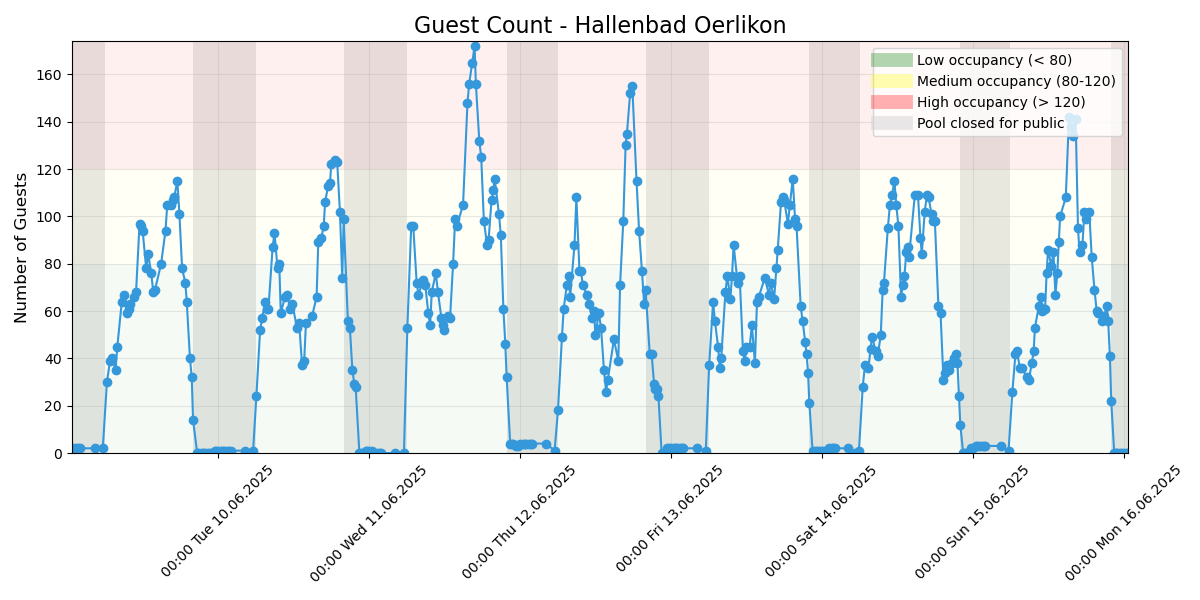 Guest Count - Hallenbad Oerlikon
Low occupancy (< 80)
Medium occupancy (80-120)
High occupancy (> 120)
Pool closed for public
Number of Guests
160
140
120
100
80
60
40
20
0
00:00 Tue 10.06.2025
00:00 Wed 11.06.2025
00:00 Thu 12.06.2025
00:00 Fri 13.06.2025
00:00 Sat 14.06.2025
00:00 Sun 15.06.2025
00:00 Mon 16.06.2025